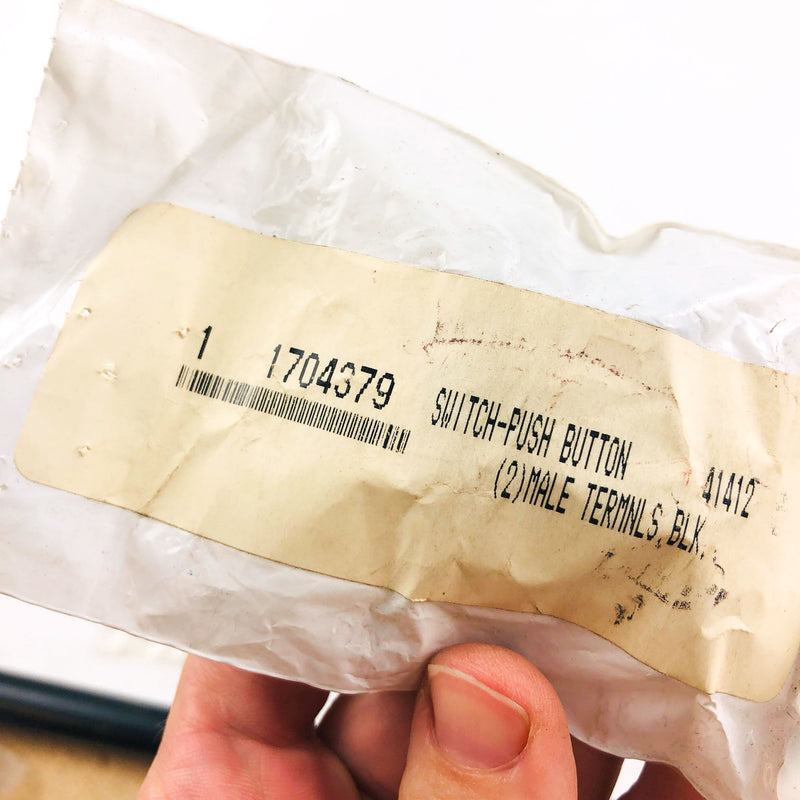 1 1704379
SWITCH-PUSH BUTTON 41412
(2)MALE TERMNLS,BLK.